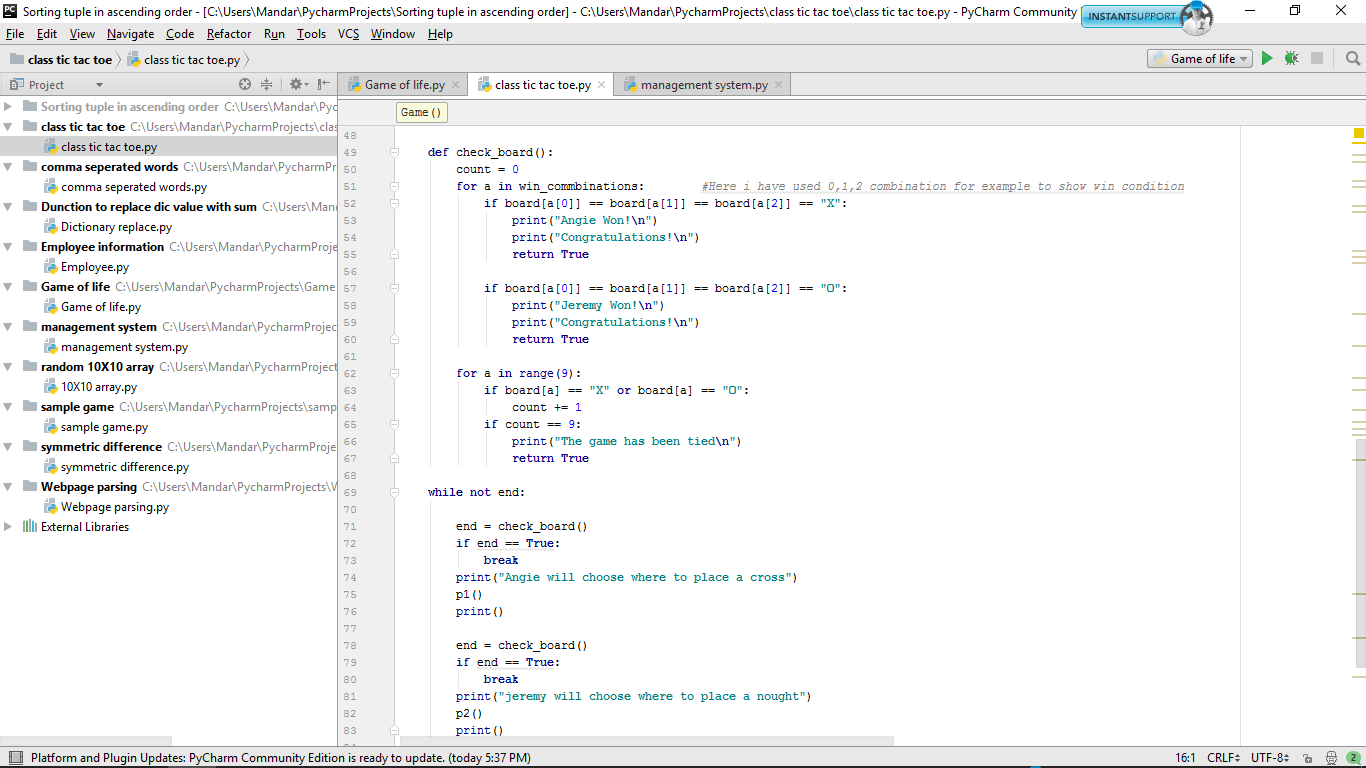 PC Sorting tuple in ascending order - [C:\Users\Mandar\PycharmProjects\Sorting tuple in ascending order] - C:\Users\Mandar\PycharmProjects\class tic tac toe\class tic tac toe.py - PyCharm Community
INSTANTSUPPORT
File Edit View Navigate Code Refactor Run Tools VCS Window Help
class tic tac toe class tic tac toe.py
Game of life
Project
Sorting tuple in ascending order C:\Users\Mandar\Pyc
class tic tac toe C:\Users\Mandar\PycharmProjects\clas
class tic tac toe.py
comma seperated words C:\Users\Mandar\PycharmPr
comma seperated words.py
Dunction to replace dic value with sum C:\Users\Man
Dictionary replace.py
Employee information C:\Users\Mandar\PycharmProje
Employee.py
Game of life C:\Users\Mandar\PycharmProjects\Game
Game of life.py
management system C:\Users\Mandar\PycharmProjec
management system.py
random 10X10 array C:\Users\Mandar\PycharmProject
10X10 array.py
sample game C:\Users\Mandar\PycharmProjects\samp
sample game.py
symmetric difference C:\Users\Mandar\PycharmProje
symmetric difference.py
Webpage parsing C:\Users\Mandar\PycharmProjects\W
Webpage parsing.py
External Libraries
Game of life.py class tic tac toe.py management system.py
Game()
48
49 def check_board():
50 count = 0
51 for a in win_commbinations: #Here i have used 0,1,2 combination for example to show win condition
52 if board[a[0]] == board[a[1]] == board[a[2]] == "X":
53 print("Angie Won!\n")
54 print("Congratulations!\n")
55 return True
56
57 if board[a[0]] == board[a[1]] == board[a[2]] == "O":
58 print("Jeremy Won!\n")
59 print("Congratulations!\n")
60 return True
61
62 for a in range(9):
63 if board[a] == "X" or board[a] == "O":
64 count += 1
65 if count == 9:
66 print("The game has been tied\n")
67 return True
68
69 while not end:
70
71 end = check_board()
72 if end == True:
73 break
74 print("Angie will choose where to place a cross")
75 p1()
76 print()
77
78 end = check_board()
79 if end == True:
80 break
81 print("jeremy will choose where to place a nought")
82 p2()
83 print()
Platform and Plugin Updates: PyCharm Community Edition is ready to update. (today 5:37 PM) 16:1 CRLF UTF-8 2